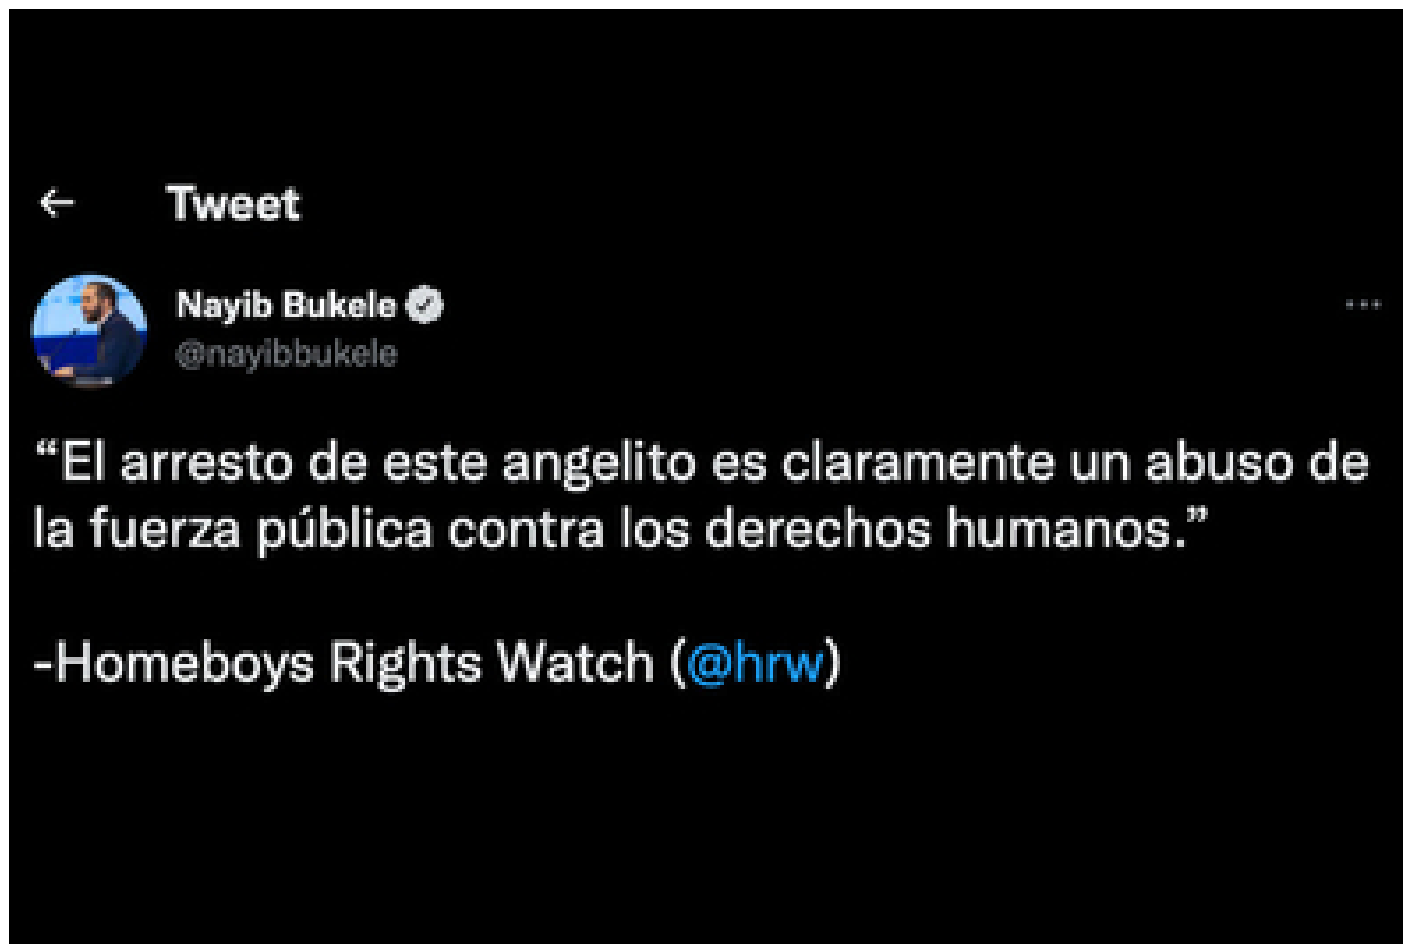 Tweet
Nayib Bukele
@nayibbukele
“El arresto de este angelito es claramente un abuso de
la fuerza pública contra los derechos humanos.”
-Homeboys Rights Watch (@hrw)